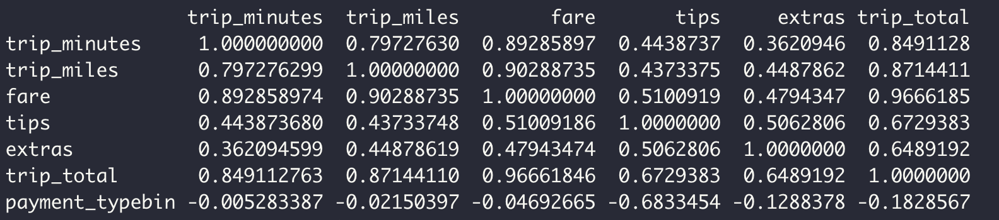 trip_minutes trip_miles fare tips extras trip_total
trip_minutes 1.000000000 0.79727630 0.89285897 0.4438737 0.3620946 0.8491128
trip_miles 0.797276299 1.00000000 0.90288735 0.4373375 0.4487862 0.8714411
fare 0.892858974 0.90288735 1.00000000 0.5100919 0.4794347 0.9666185
tips 0.443873680 0.43733748 0.51009186 1.0000000 0.5062806 0.6729383
extras 0.362094599 0.44878619 0.47943474 0.5062806 1.0000000 0.6489192
trip_total 0.849112763 0.87144110 0.96661846 0.6729383 0.6489192 1.0000000
payment_typebin -0.005283387 -0.02150397 -0.04692665 -0.6833454 -0.1288378 -0.1828567